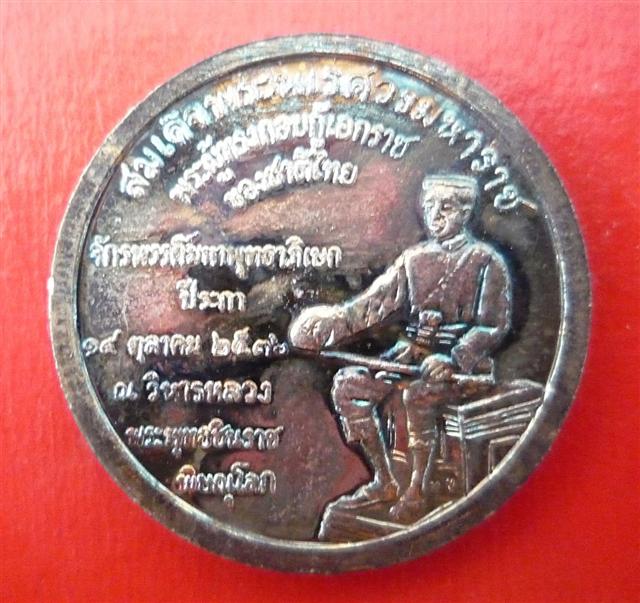 สมเด็จพระนเรศวรมหาราช
พระผู้ทรงกอบกู้เอกราช
ของชาติไทย
จักรพรรดิ์มหาพุทธาภิเษก
ปีระกา
๑๔ ตุลาคม ๒๕๓๖
ณ วิหารหลวง
พระพุทธชินราช
พิษณุโลก